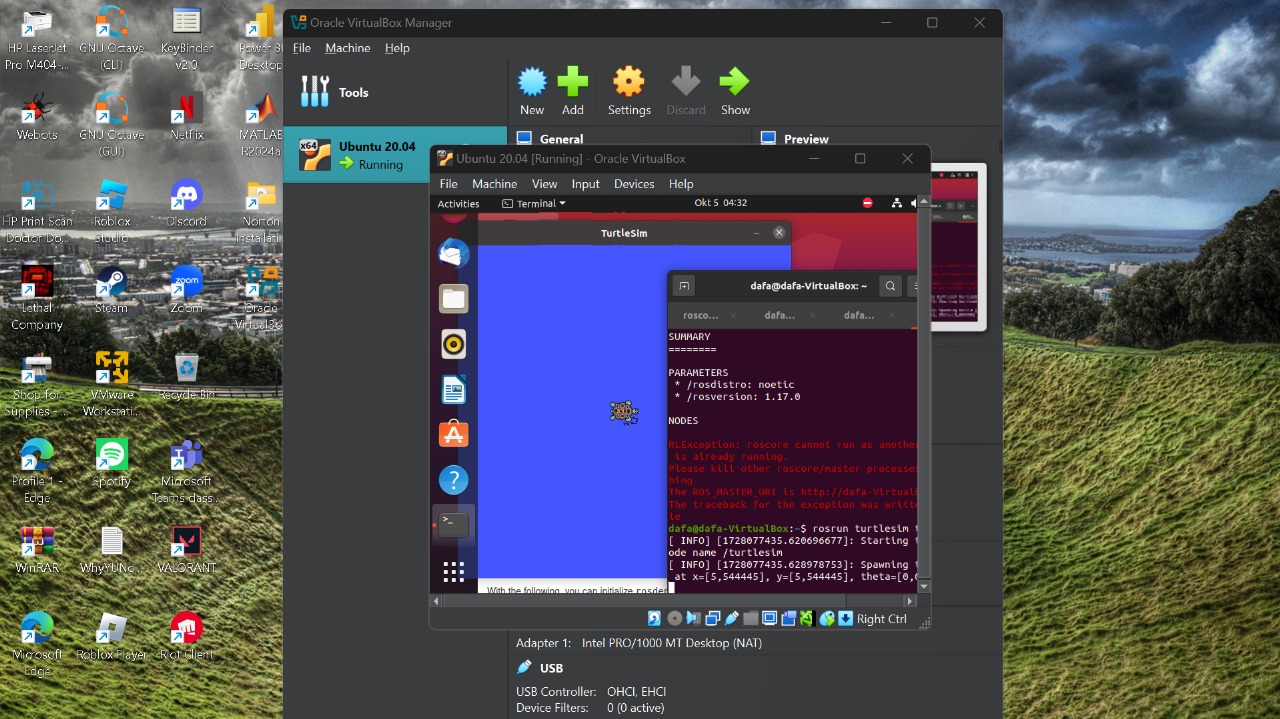 HP LaserJet
Pro M404-...
GNU Octave
(CLI)
KeyBinder
v2.0
Power BI
Desktop
Webots
GNU Octave
(GUI)
Netflix
MATLAB
R2024a
HP Print Scan
Doctor Do...
Roblox
Studio
Discord
Norton
Installati...
Lethal
Company
Steam
Zoom
Oracle
VirtualBo
Shop for
Supplies - ...
VMware
Workstati...
Recycle Bin
Profile 1 -
Edge
Spotify
Microsoft
Teams class...
WinRAR
WhyYUNo...
VALORANT
Microsoft
Edge
Roblox Player
Riot Client
Oracle VirtualBox Manager
File Machine Help
Tools
New Add Settings Discard Show
x64
Ubuntu 20.04
Running
General
Preview
Ubuntu 20.04 [Running] - Oracle VirtualBox
File Machine View Input Devices Help
Activities Terminal Okt 5 04:32
TurtleSim
dafa@dafa-VirtualBox: ~
rosco... × dafa... × dafa... ×
SUMMARY
========
PARAMETERS
* /rosdistro: noetic
* /rosversion: 1.17.0
NODES
RLException: roscore cannot run as anothe
is already running.
Please kill other roscore/master processes
hing.
The ROS_MASTER_URI is http://dafa-Virtual
The traceback for the exception was writt
le
dafa@dafa-VirtualBox:~$ rosrun turtlesim t
[ INFO] [1728077435.620696677]: Starting t
ode name /turtlesim
[ INFO] [1728077435.628978753]: Spawning t
at x=[5,544445], y=[5,544445], theta=[0,
With the following, you can initialize rosdep
Right Ctrl
Adapter 1: Intel PRO/1000 MT Desktop (NAT)
USB
USB Controller: OHCI, EHCI
Device Filters: 0 (0 active)